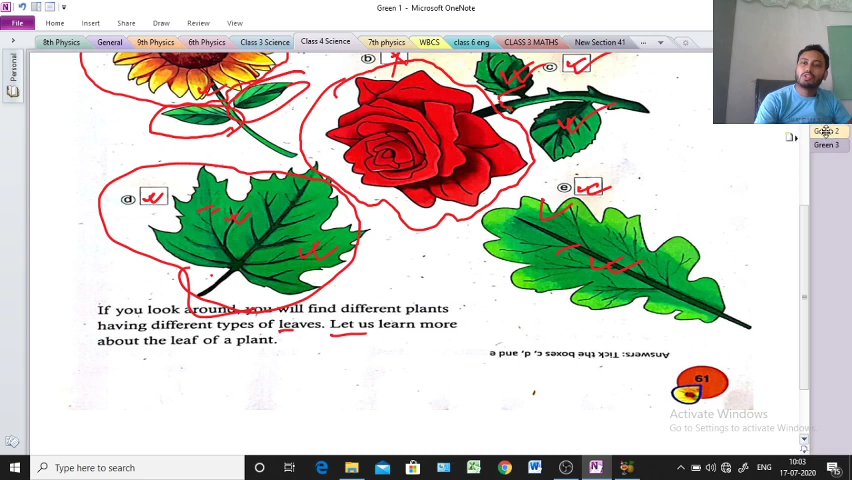 Green 1 - Microsoft OneNote
File Home Insert Share Draw Review View
8th Physics General 9th Physics 6th Physics Class 3 Science Class 4 Science 7th physics WBCS class 6 eng CLASS 3 MATHS New Section 41
Personal
Green 3
b
c
d
e
If you look around, you will find different plants
having different types of leaves. Let us learn more
about the leaf of a plant.
Answers: Tick the boxes c, d, and e
61
Activate Windows
Go to Settings to activate Windows.
Type here to search
ENG
10:03
17-07-2020
15